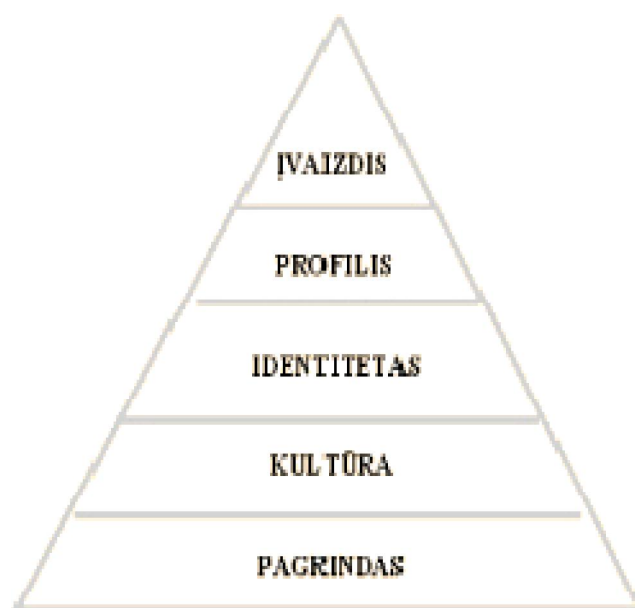 ĮVAIZDIS
PROFILIS
IDENTITETAS
KULTŪRA
PAGRINDAS